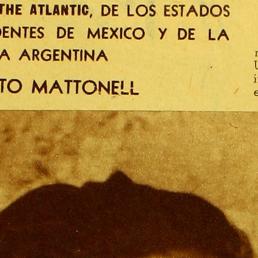 THE ATLANTIC, DE LOS ESTADOS
DENTES DE MEXICO Y DE LA
A ARGENTINA
TO MATTONELL